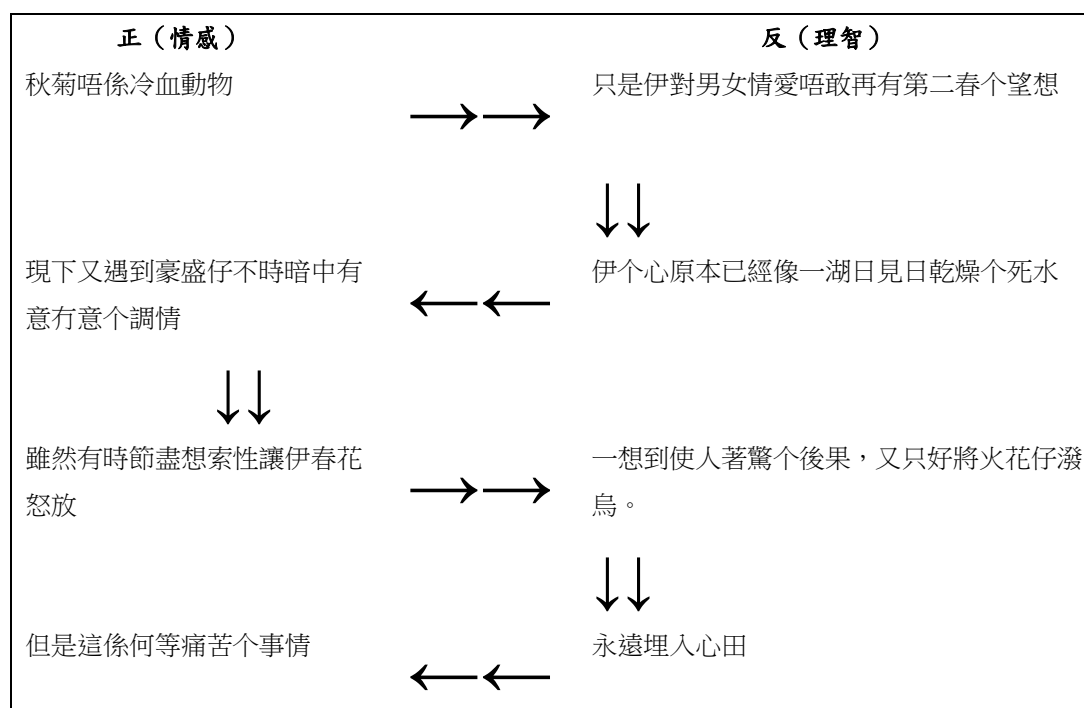 正（情感）
反（理智）
秋菊唔係冷血動物
只是伊對男女情愛唔敢再有第二春个望想
伊个心原本已經像一湖日見日乾燥个死水
現下又遇到豪盛仔不時暗中有
意冇意个調情
雖然有時節盡想索性讓伊春花
怒放
一想到使人著驚个後果，又只好將火花仔潑
烏。
永遠埋入心田
但是這係何等痛苦个事情